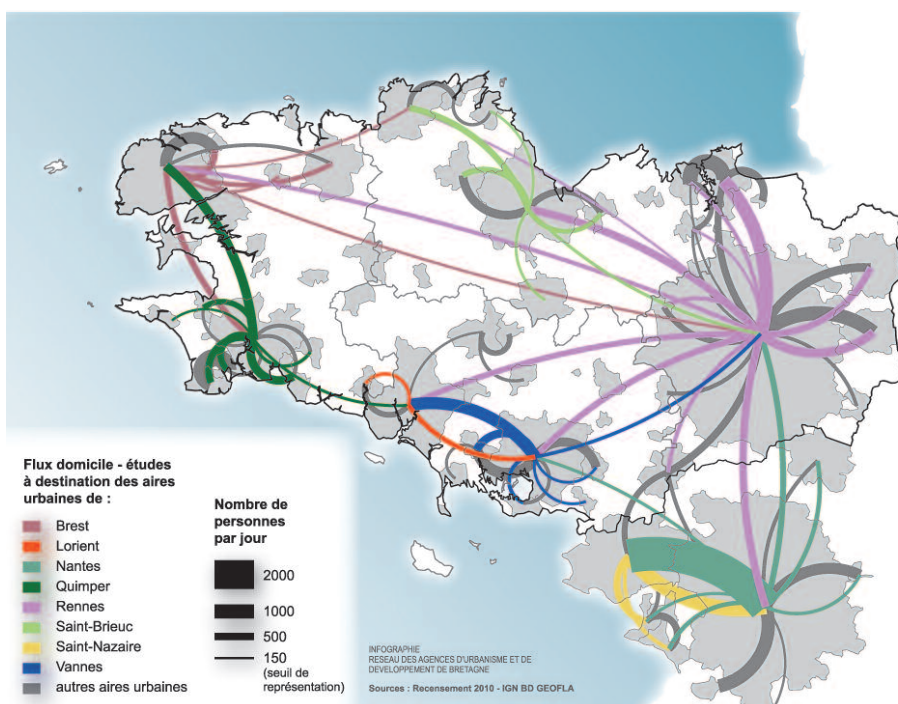 Flux domicile - études
à destination des aires
urbaines de :
Brest
Lorient
Nantes
Quimper
Rennes
Saint-Brieuc
Saint-Nazaire
Vannes
autres aires urbaines
Nombre de
personnes
par jour
2000
1000
500
150
(seuil de
représentation)
INFOGRAPHIE
RESEAU DES AGENCES D'URBANISME ET DE
DEVELOPPEMENT DE BRETAGNE
Sources : Recensement 2010 - IGN BD GEOFLA